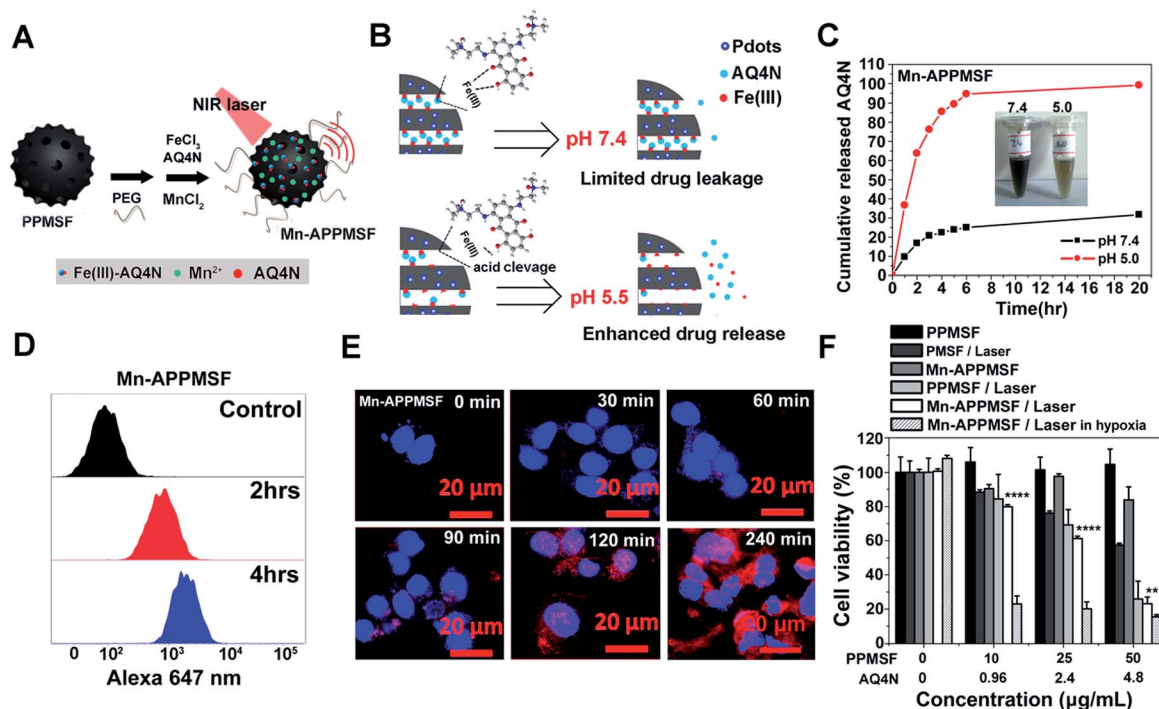 A
NIR laser
FeCl3
AQ4N
PEG
MnCl2
PPMSF
Mn-APPMSF
Fe(III)-AQ4N
Mn2+
AQ4N
B
Fe(III)
Pdots
AQ4N
Fe(III)
pH 7.4
Limited drug leakage
Fe(III)
acid clevage
pH 5.5
Enhanced drug release
C
Cumulative released AQ4N
110
100
90
80
70
60
50
40
30
20
10
0
Mn-APPMSF
7.4 5.0
7.4
pH 7.4
pH 5.0
0 2 4 6 8 10 12 14 16 18 20
Time(hr)
D
Mn-APPMSF
Control
2hrs
4hrs
0 10² 10³ 10⁴ 10⁵
Alexa 647 nm
E
Mn-APPMSF 0 min
20 µm
30 min
20 µm
60 min
20 µm
90 min
20 µm
120 min
20 µm
240 min
20 µm
F
PPMSF
PMSF / Laser
Mn-APPMSF
PPMSF / Laser
Mn-APPMSF / Laser
Mn-APPMSF / Laser in hypoxia
Cell viability (%)
120
100
80
60
40
20
0
****
****
**
PPMSF 0 10 25 50
AQ4N 0 0.96 2.4 4.8
Concentration (µg/mL)